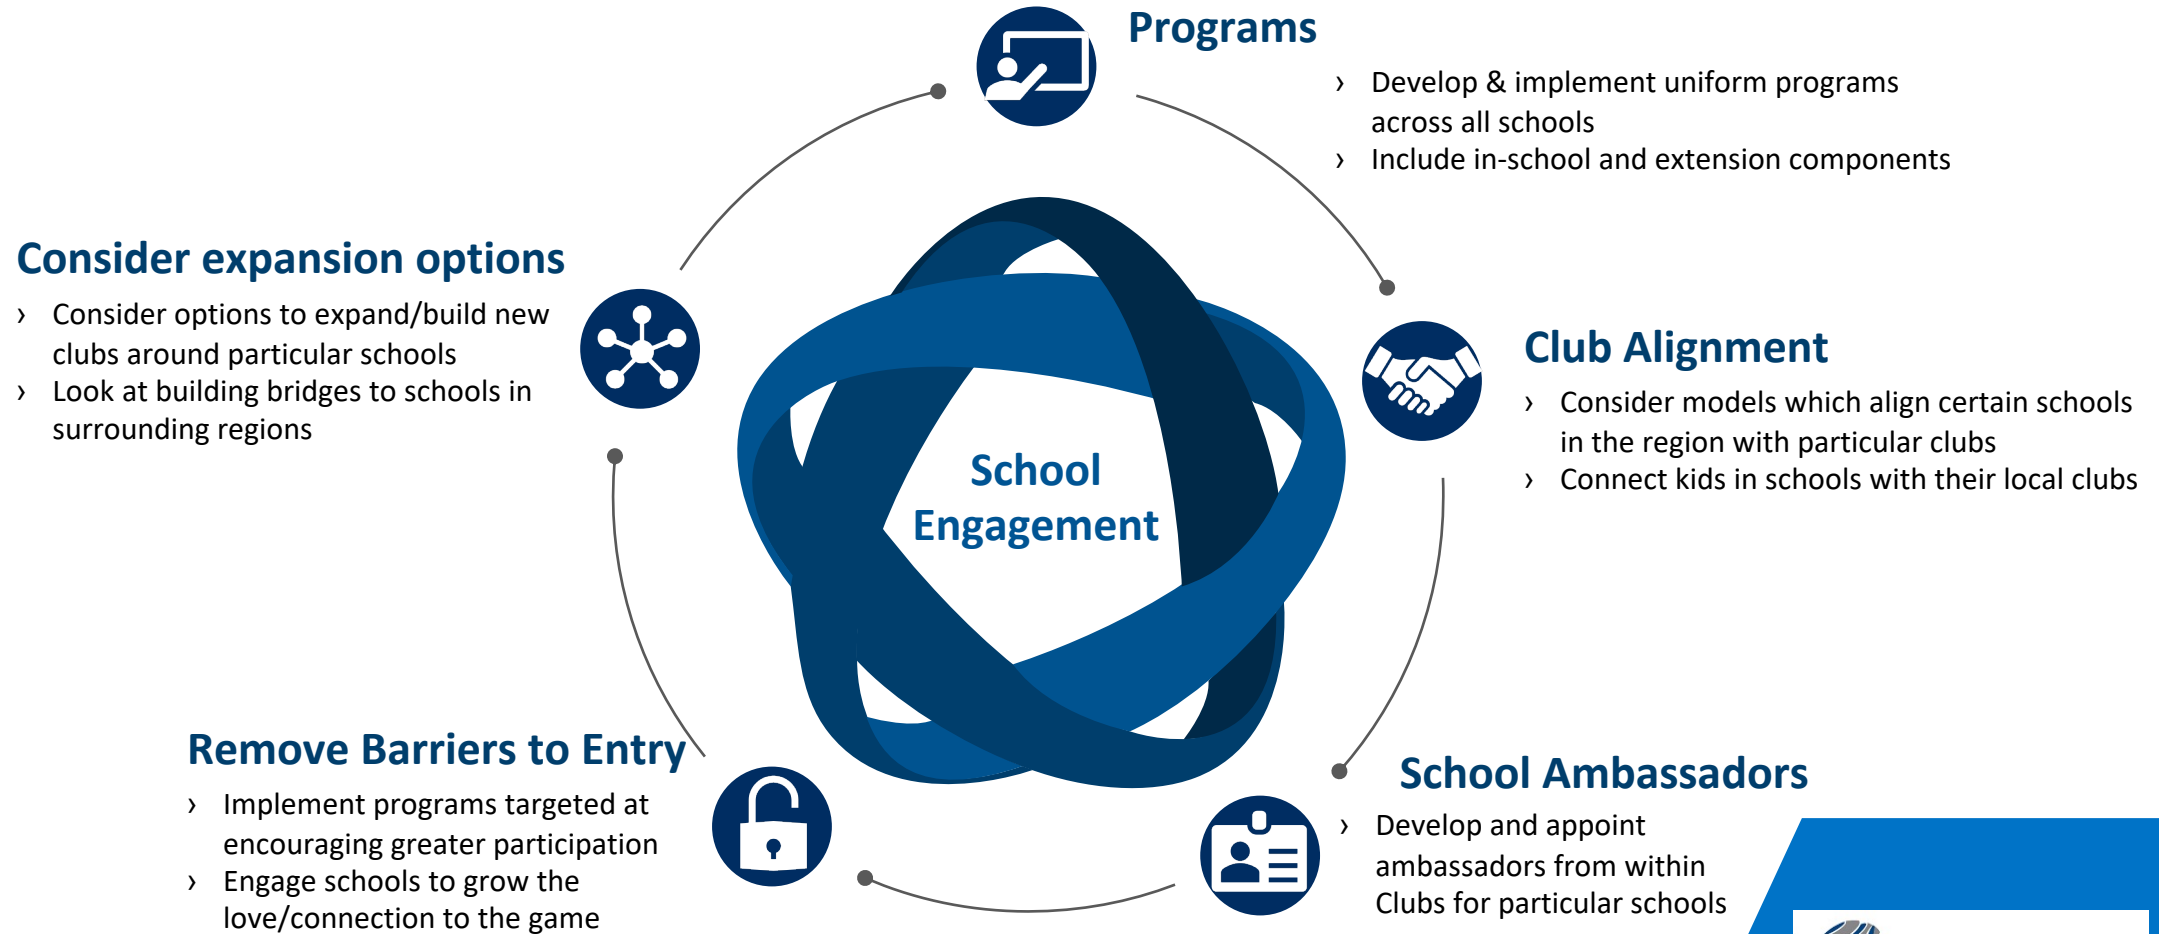 Programs
› Develop & implement uniform programs
across all schools
› Include in-school and extension components
Consider expansion options
› Consider options to expand/build new
clubs around particular schools
› Look at building bridges to schools in
surrounding regions
Club Alignment
› Consider models which align certain schools
in the region with particular clubs
› Connect kids in schools with their local clubs
School
Engagement
Remove Barriers to Entry
› Implement programs targeted at
encouraging greater participation
› Engage schools to grow the
love/connection to the game
School Ambassadors
› Develop and appoint
ambassadors from within
Clubs for particular schools